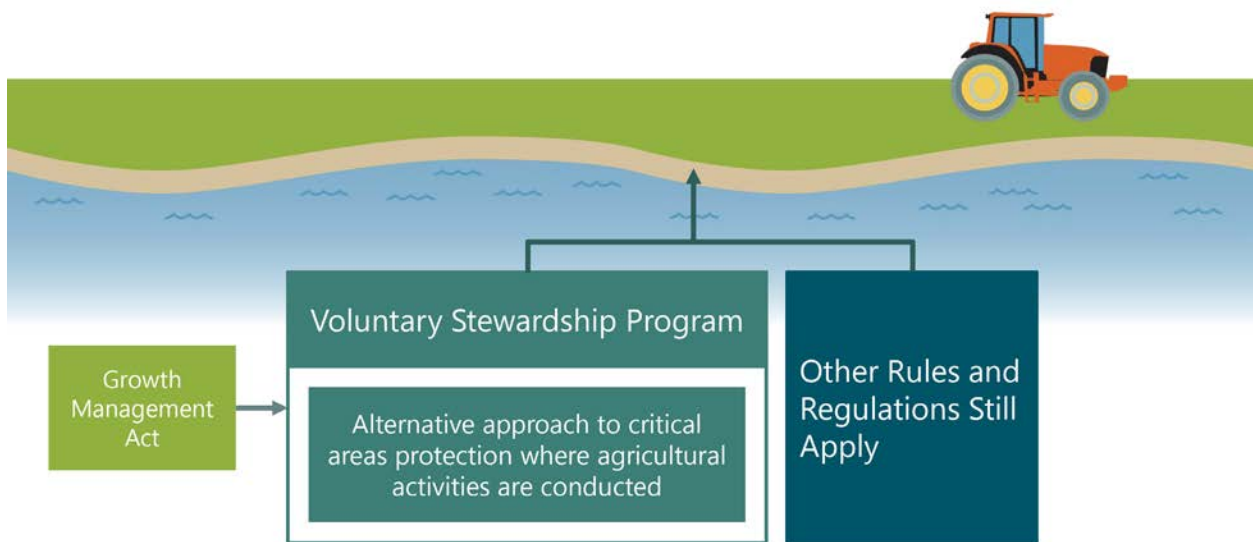 Voluntary Stewardship Program
Growth
Management
Act
Alternative approach to critical
areas protection where agricultural
activities are conducted
Other Rules and
Regulations Still
Apply